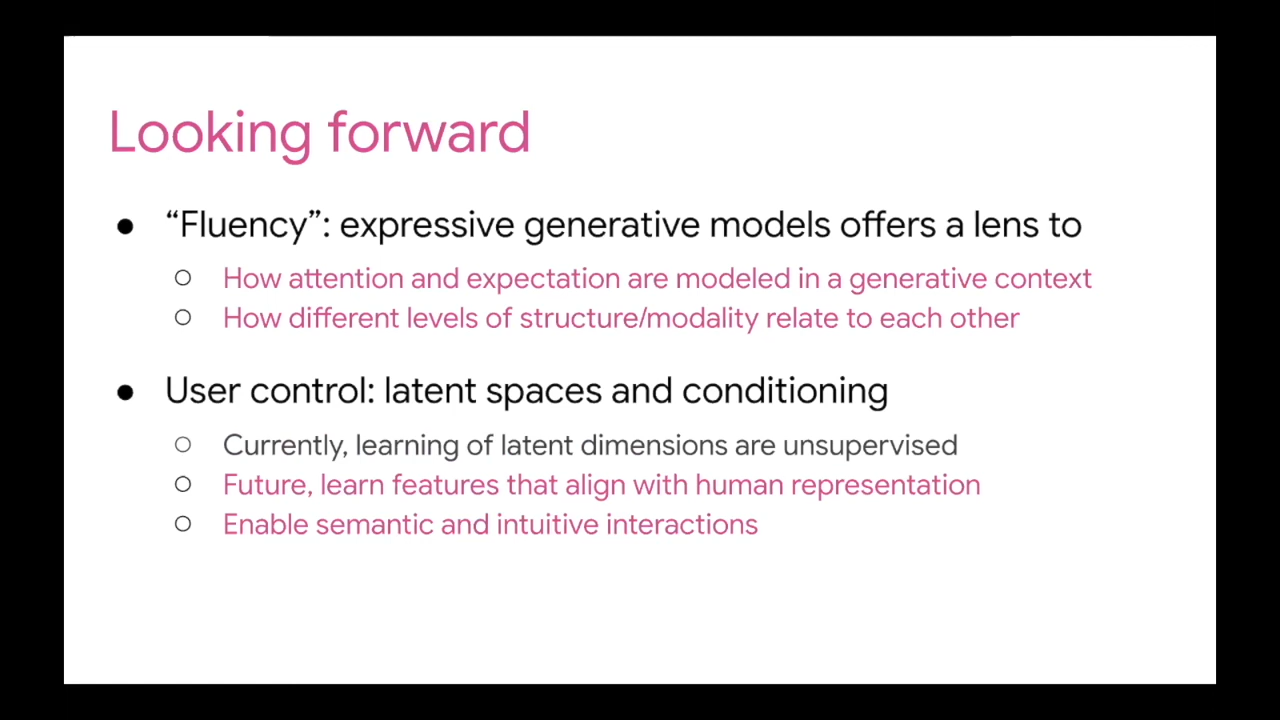 Looking forward
● “Fluency”: expressive generative models offers a lens to
○ How attention and expectation are modeled in a generative context
○ How different levels of structure/modality relate to each other
● User control: latent spaces and conditioning
○ Currently, learning of latent dimensions are unsupervised
○ Future, learn features that align with human representation
○ Enable semantic and intuitive interactions